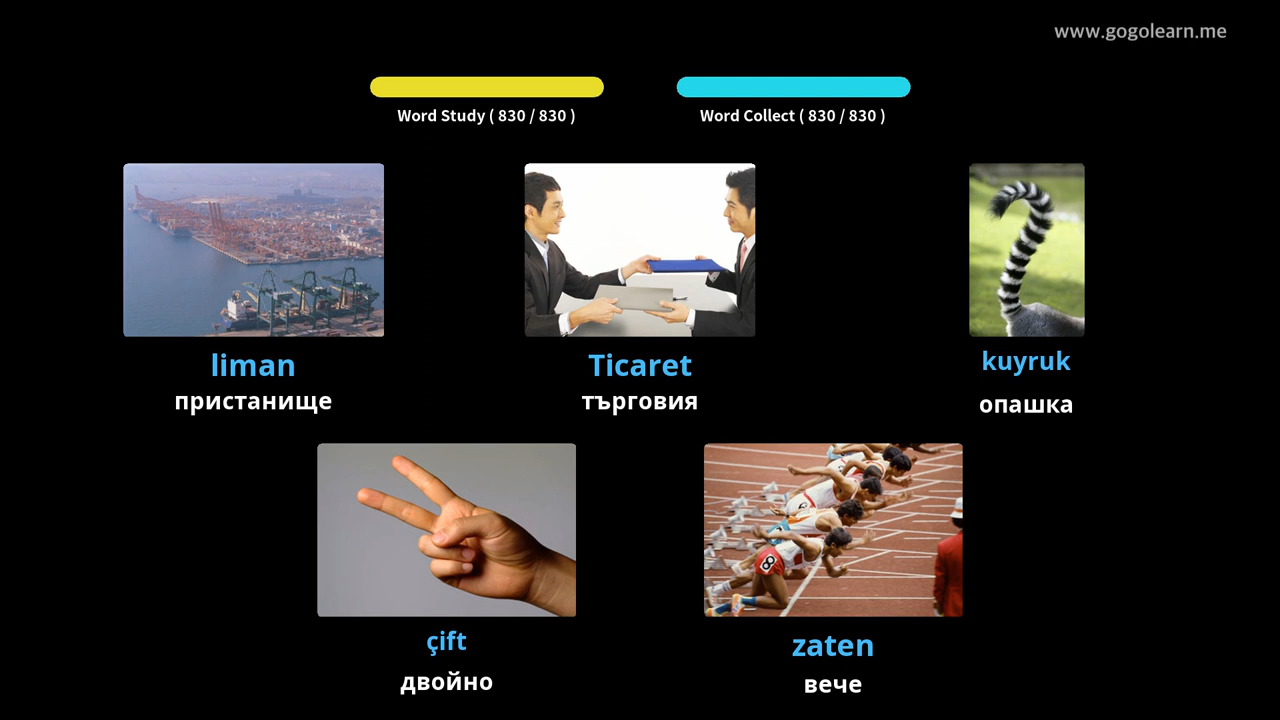 www.gogolearn.me
Word Study ( 830 / 830 )
Word Collect ( 830 / 830 )
liman
пристанище
Ticaret
търговия
kuyruk
опашка
çift
двойно
zaten
вече